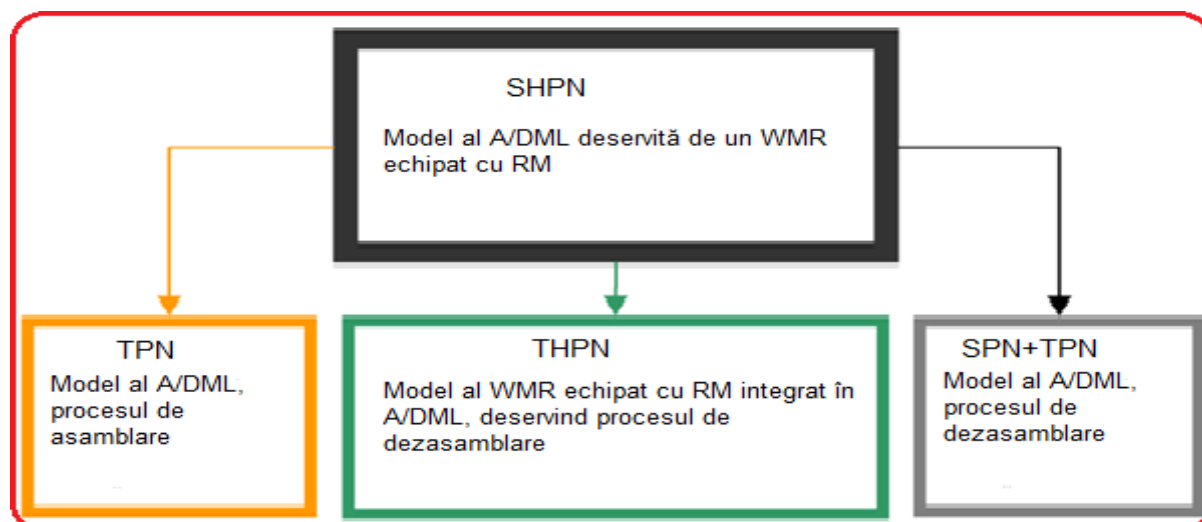 SHPN
Model al A/DML deservită de un WMR
echipat cu RM
TPN
Model al A/DML,
procesul de
asamblare
THPN
Model al WMR echipat cu RM integrat în
A/DML, deservind procesul de
dezasamblare
SPN+TPN
Model al A/DML,
procesul de
dezasamblare